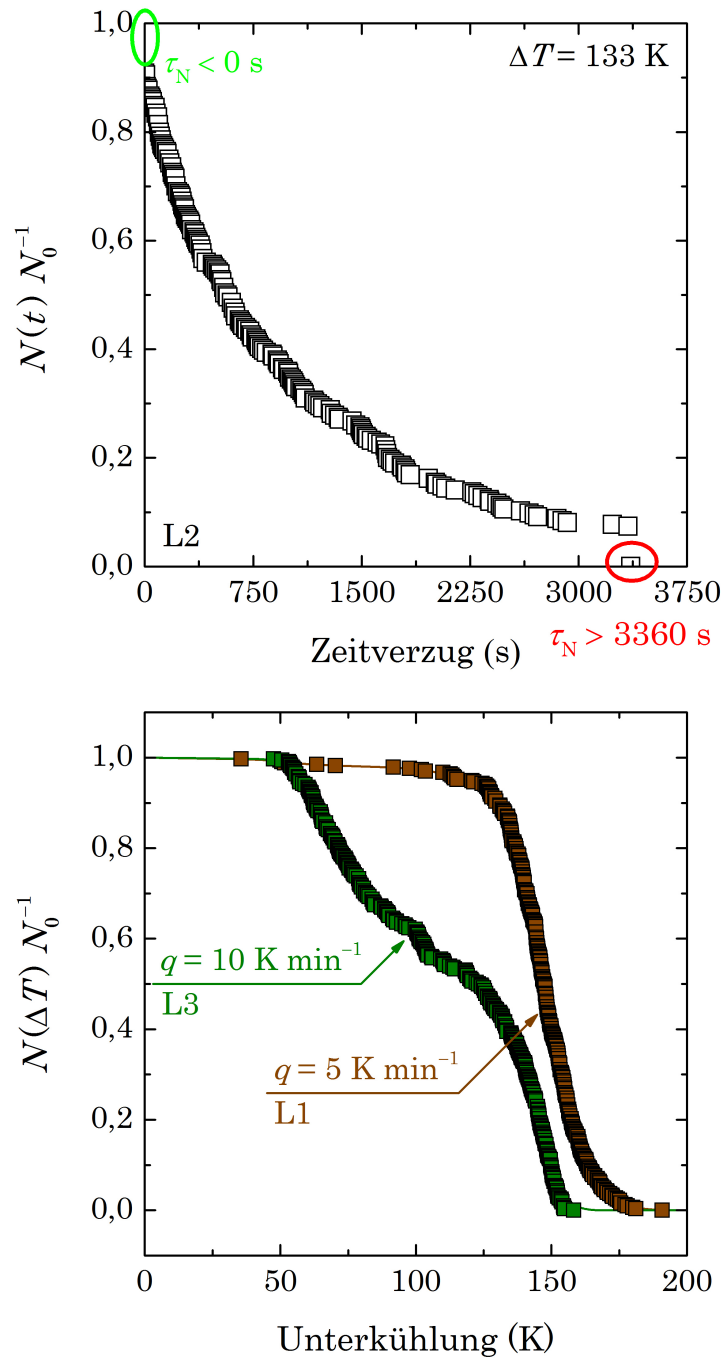 1,0
τN < 0 s
ΔT = 133 K
0,8
0,6
N(t) N0−1
0,4
0,2
L2
0,0
0 750 1500 2250 3000 3750
τN > 3360 s
Zeitverzug (s)
1,0
0,8
0,6
q = 10 K min−1
L3
N(ΔT) N0−1
0,4
q = 5 K min−1
L1
0,2
0,0
0 50 100 150 200
Unterkühlung (K)